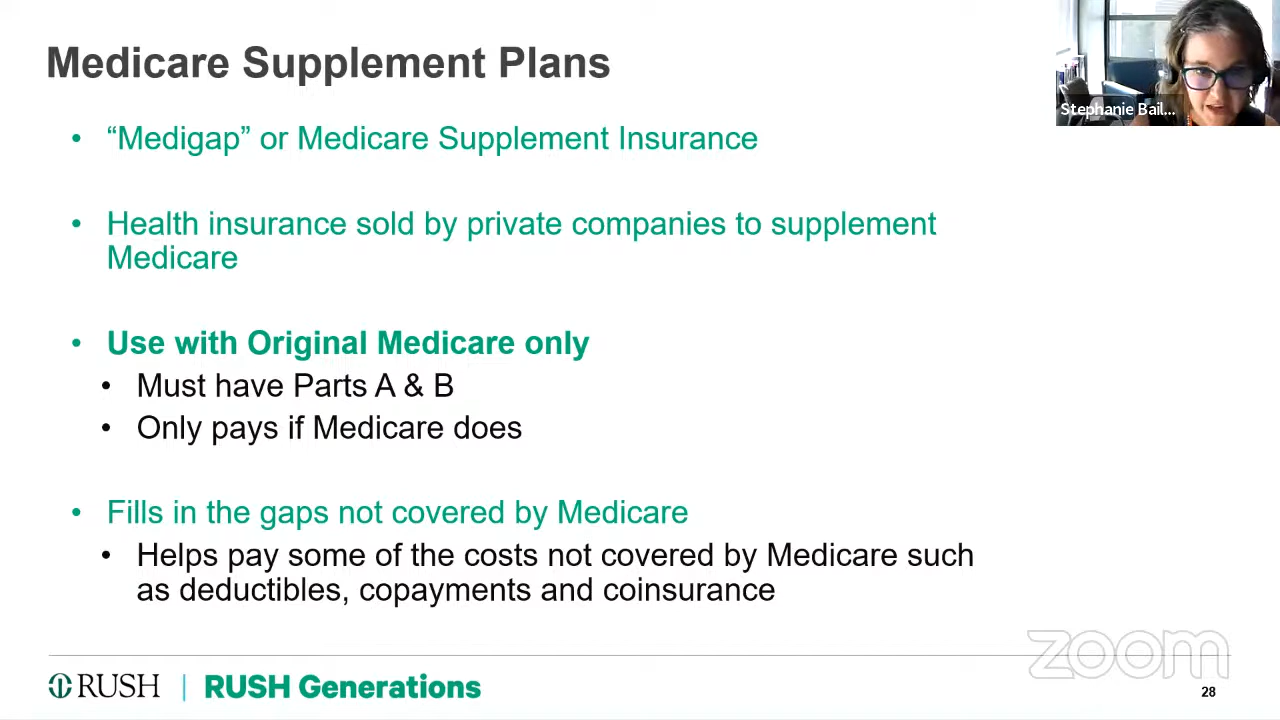 Medicare Supplement Plans
Stephanie Bail...
• “Medigap” or Medicare Supplement Insurance
• Health insurance sold by private companies to supplement
Medicare
• Use with Original Medicare only
• Must have Parts A & B
• Only pays if Medicare does
• Fills in the gaps not covered by Medicare
• Helps pay some of the costs not covered by Medicare such
as deductibles, copayments and coinsurance
zoom
RUSH | RUSH Generations
28